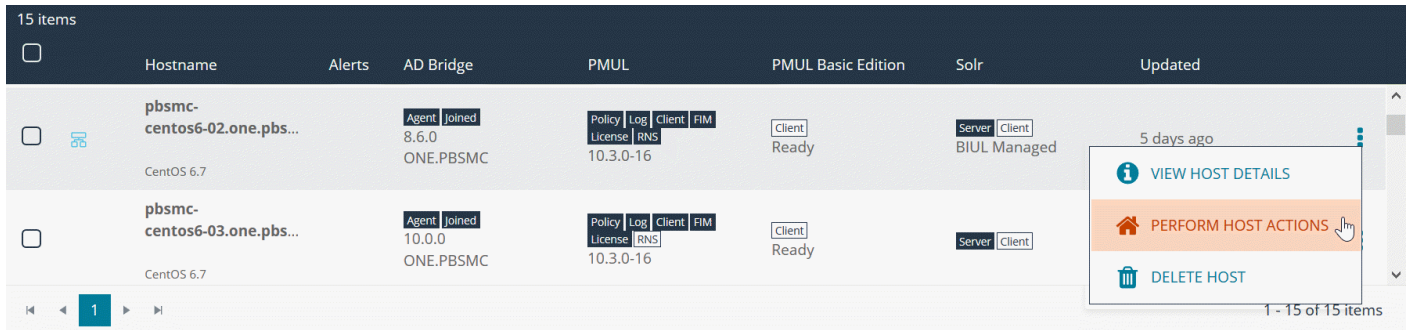 15 items
Hostname Alerts AD Bridge PMUL PMUL Basic Edition Solr Updated
pbsmc-
centos6-02.one.pbs...
CentOS 6.7
Agent Joined
8.6.0
ONE.PBSMC
Policy Log Client FIM
License RNS
10.3.0-16
Client
Ready
Server Client
BIUL Managed
5 days ago
VIEW HOST DETAILS
PERFORM HOST ACTIONS
DELETE HOST
pbsmc-
centos6-03.one.pbs...
CentOS 6.7
Agent Joined
10.0.0
ONE.PBSMC
Policy Log Client FIM
License RNS
10.3.0-16
Client
Ready
Server Client
1
1 - 15 of 15 items